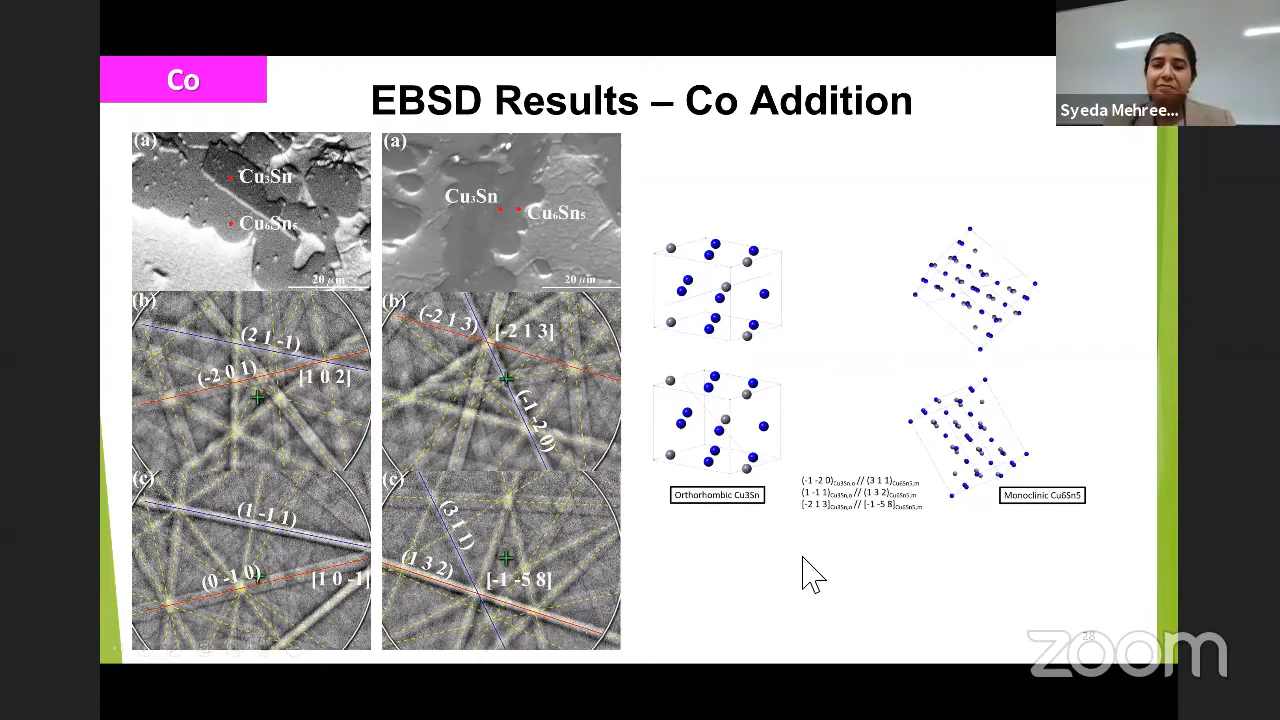 Co
EBSD Results – Co Addition
Syeda Mehree...
(a)
Cu3Sn
Cu6Sn5
20 μm
(a)
Cu3Sn
Cu6Sn5
20 μm
(b)
(2 1 -1)
(-2 0 1)
[1 0 2]
(b)
(-2 1 3)
[-2 1 3]
(-1 -2 0)
(c)
(1 -1 1)
(0 -1 0)
[1 0 -1]
(c)
(3 1 1)
(1 3 2)
[-1 -5 8]
Orthorhombic Cu3Sn
(-1 -2 0)Cu3Sn,o // (3 1 1)Cu6Sn5,m
(1 -1 1)Cu3Sn,o // (1 3 2)Cu6Sn5,m
[-2 1 3]Cu3Sn,o // [-1 -5 8]Cu6Sn5,m
Monoclinic Cu6Sn5
28
zoom